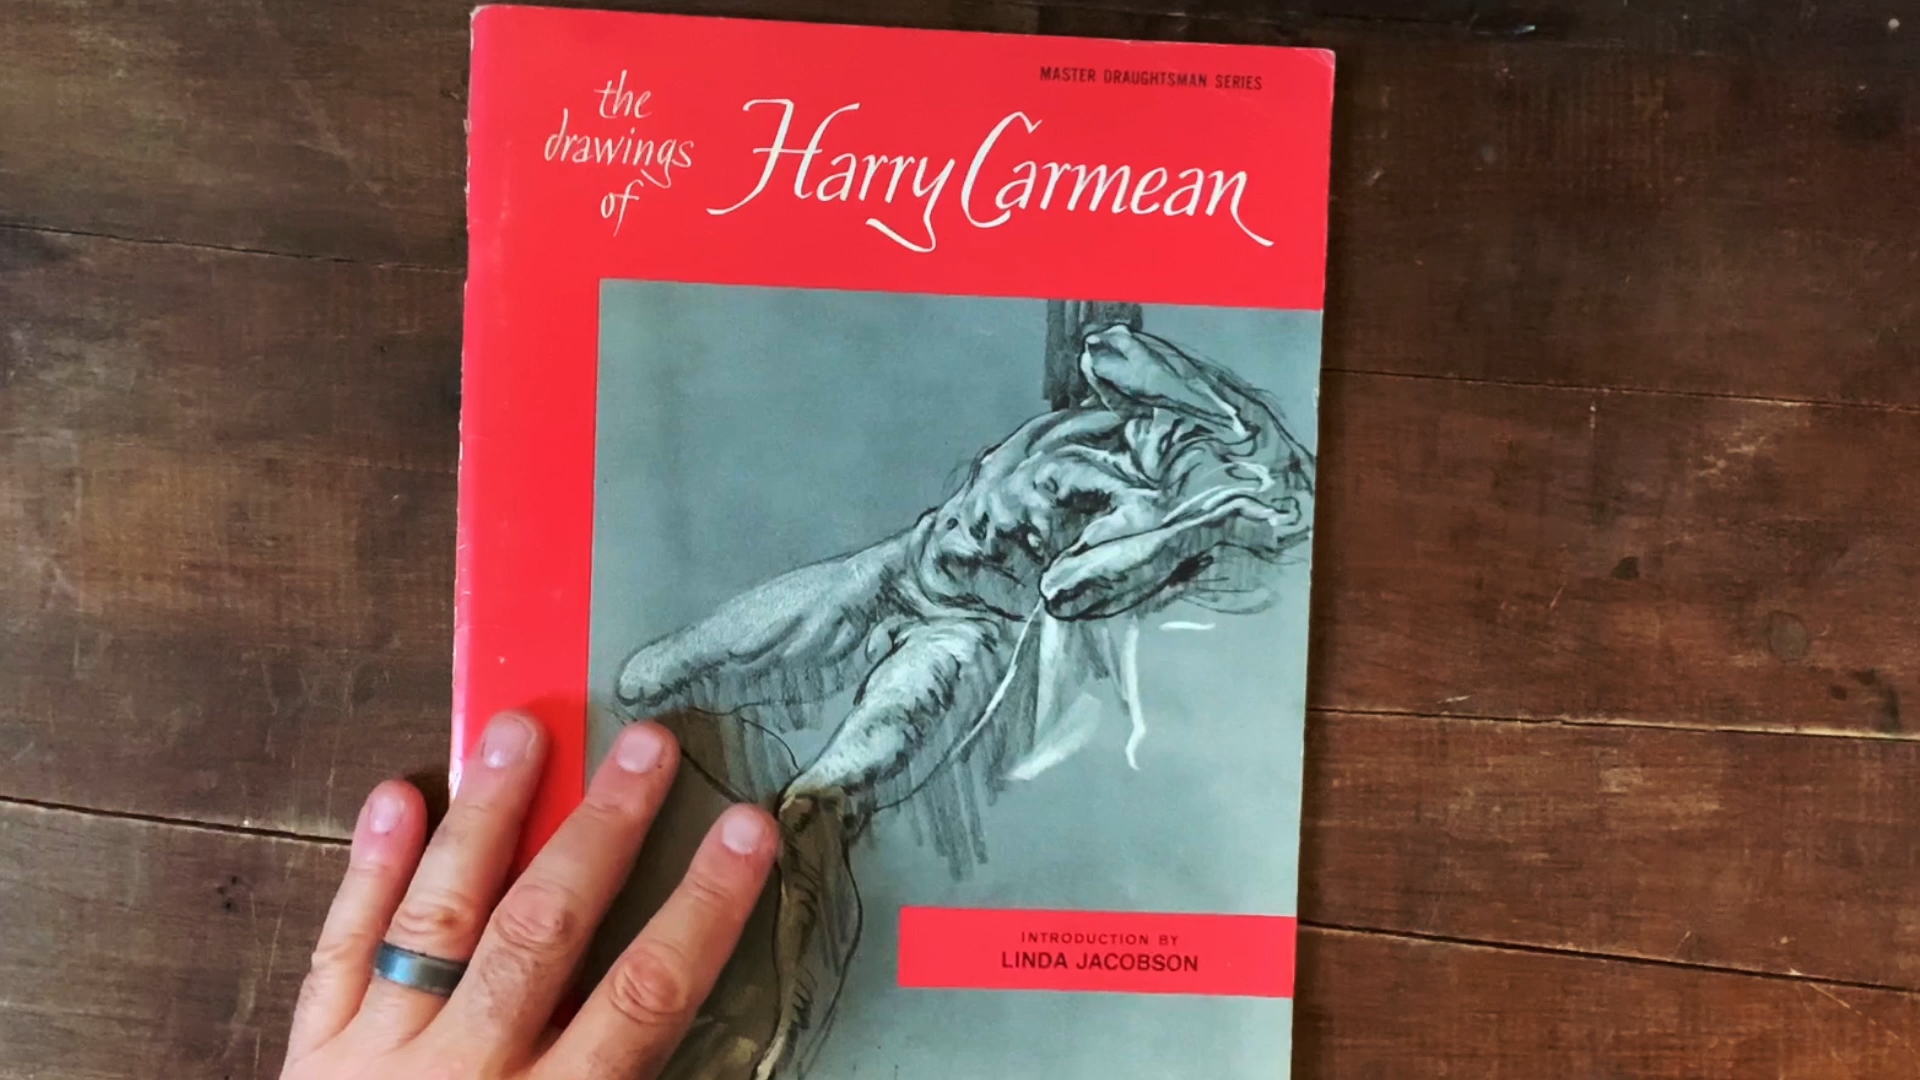 MASTER DRAUGHTSMAN SERIES
the
drawings
of
Harry Carmean
INTRODUCTION BY
LINDA JACOBSON